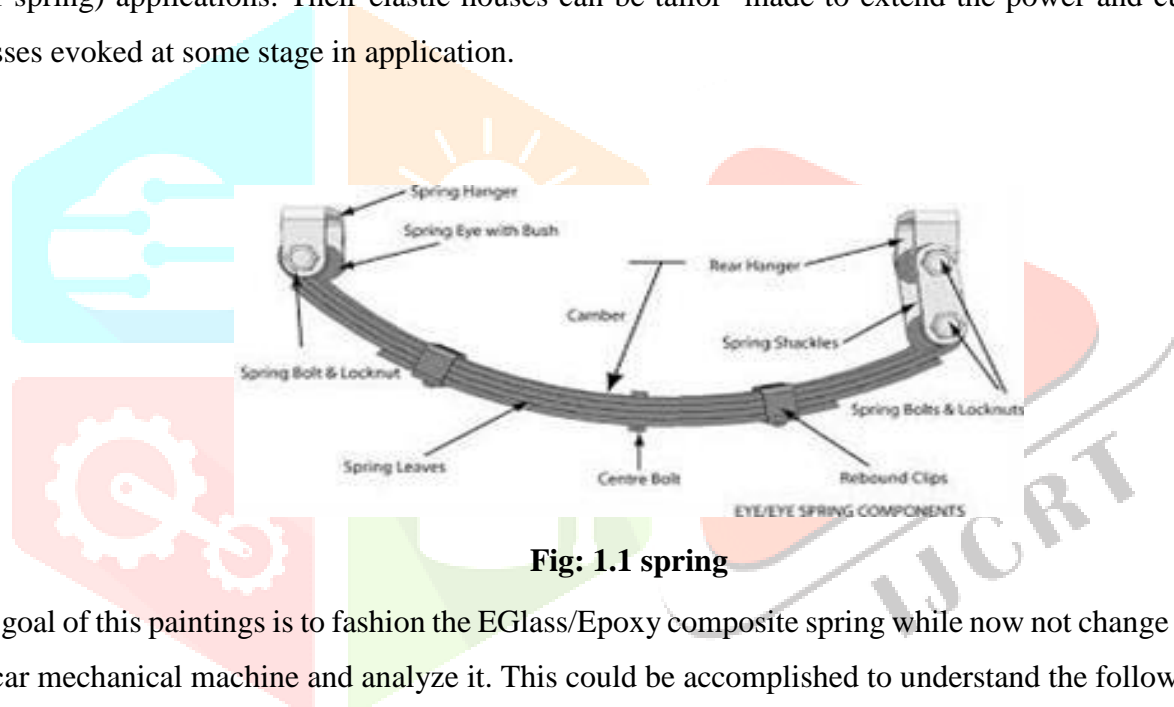 spring) applications. Their elastic houses can be tailor made to extend the power and
sses evoked at some stage in application.
Spring Hanger
Spring Eye with Bush
Rear Hanger
Camber
Spring Shackles
Spring Bolt & Locknut
Spring Bolts & Locknuts
Spring Leaves
Centre Bolt
Rebound Clips
EYE/EYE SPRING COMPONENTS
Fig: 1.1 spring
IJCRT
goal of this paintings is to fashion the EGlass/Epoxy composite spring while now not change
car mechanical machine and analyze it. This could be accomplished to understand the follow